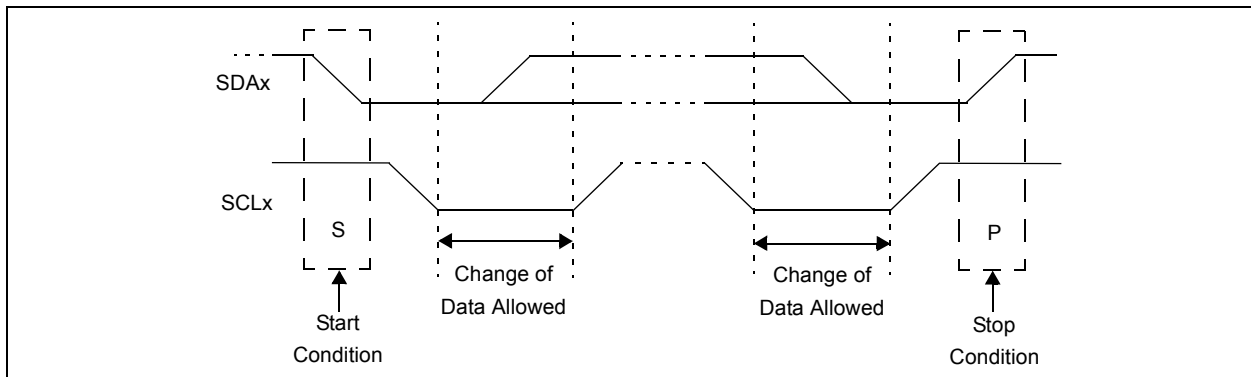 SDAx
SCLx
S
P
Change of
Data Allowed
Change of
Data Allowed
Start
Condition
Stop
Condition